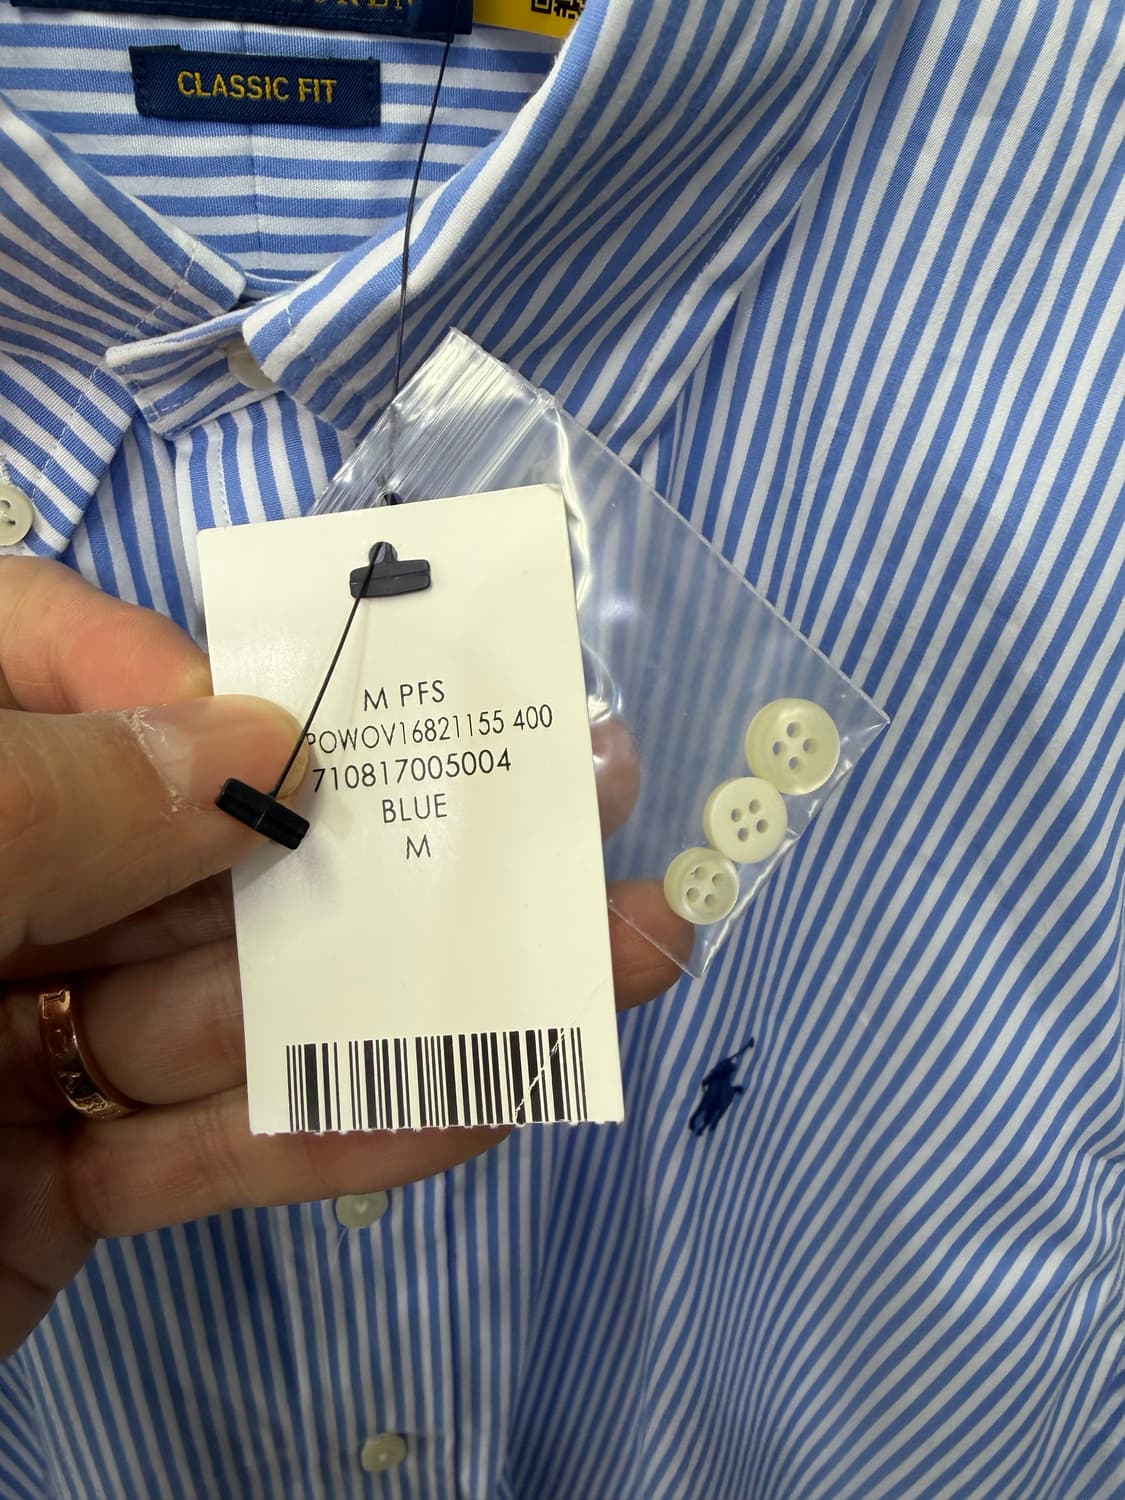 CLASSIC FIT
M PFS
POWOV16821155 400
710817005004
BLUE
M